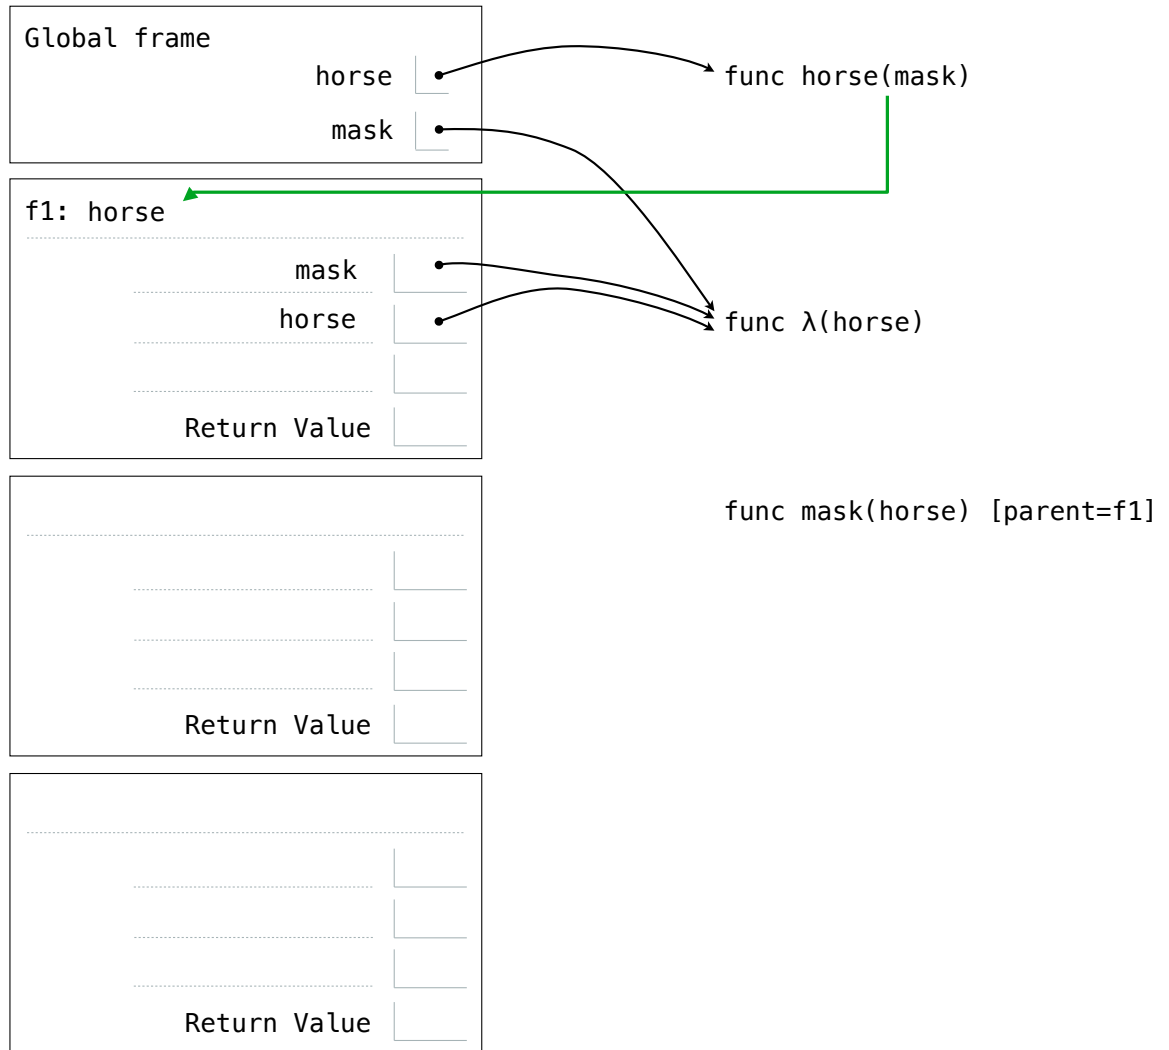 Global frame
horse
func horse(mask)
mask
f1: horse
mask
horse
func λ(horse)
Return Value
func mask(horse) [parent=f1]
Return Value
Return Value